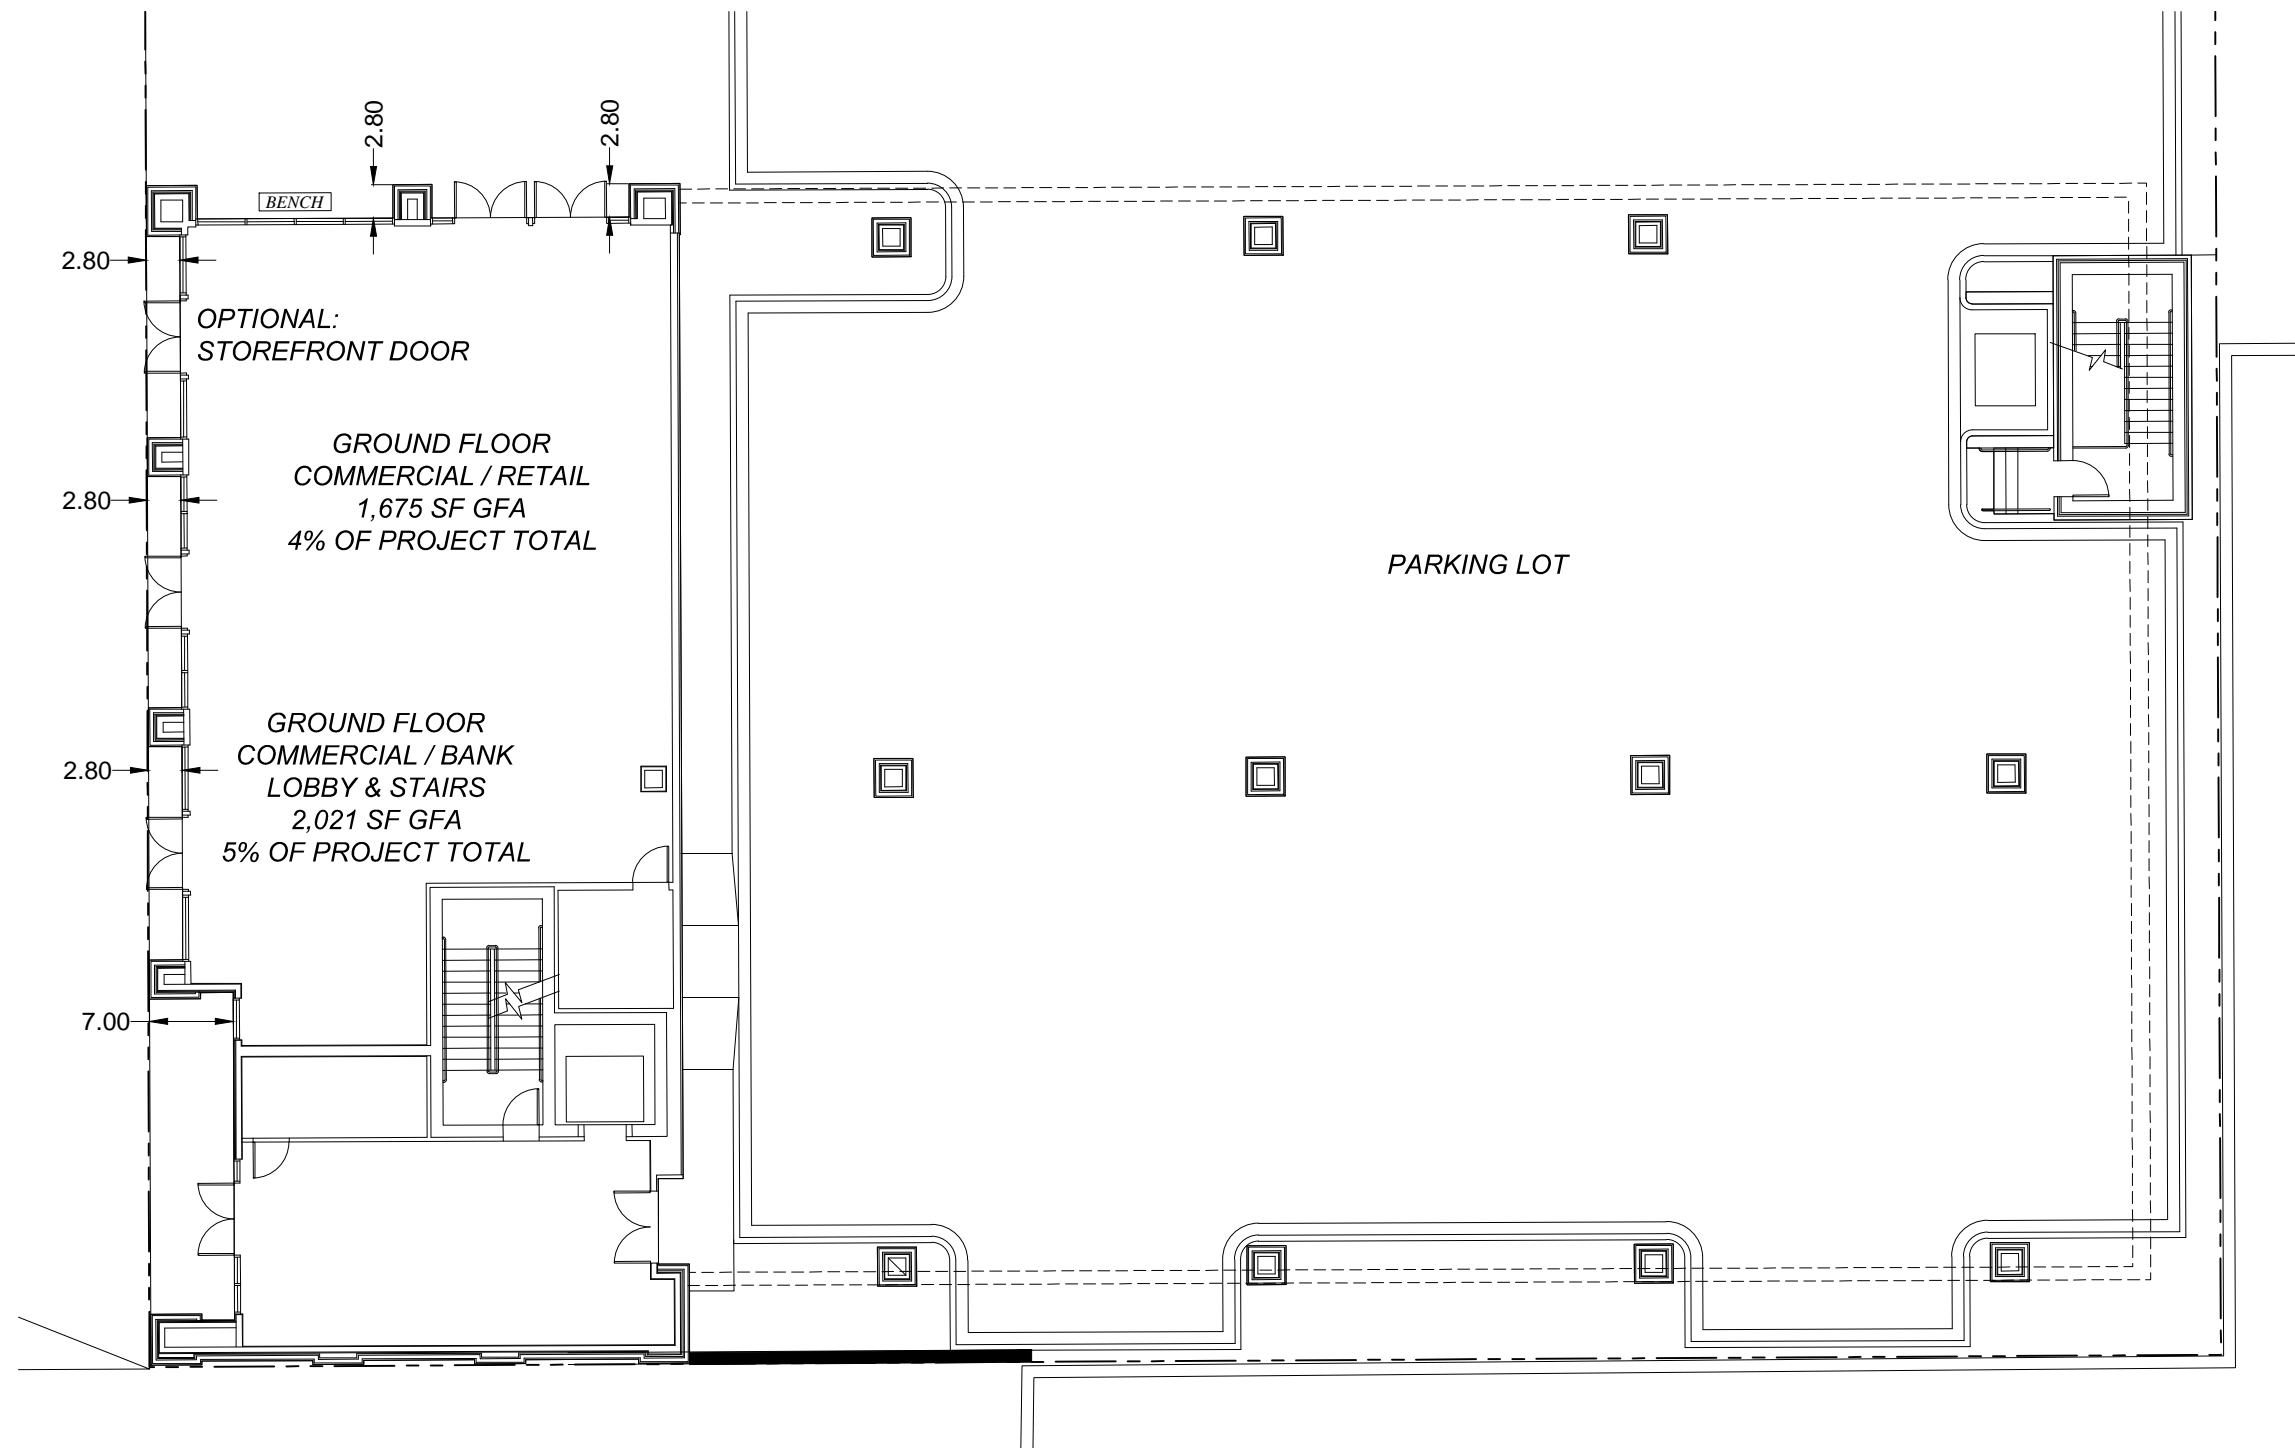 2.80
2.80
BENCH
2.80
OPTIONAL:
STOREFRONT DOOR
GROUND FLOOR
COMMERCIAL / RETAIL
1,675 SF GFA
4% OF PROJECT TOTAL
2.80
PARKING LOT
GROUND FLOOR
COMMERCIAL / BANK
LOBBY & STAIRS
2,021 SF GFA
5% OF PROJECT TOTAL
2.80
7.00